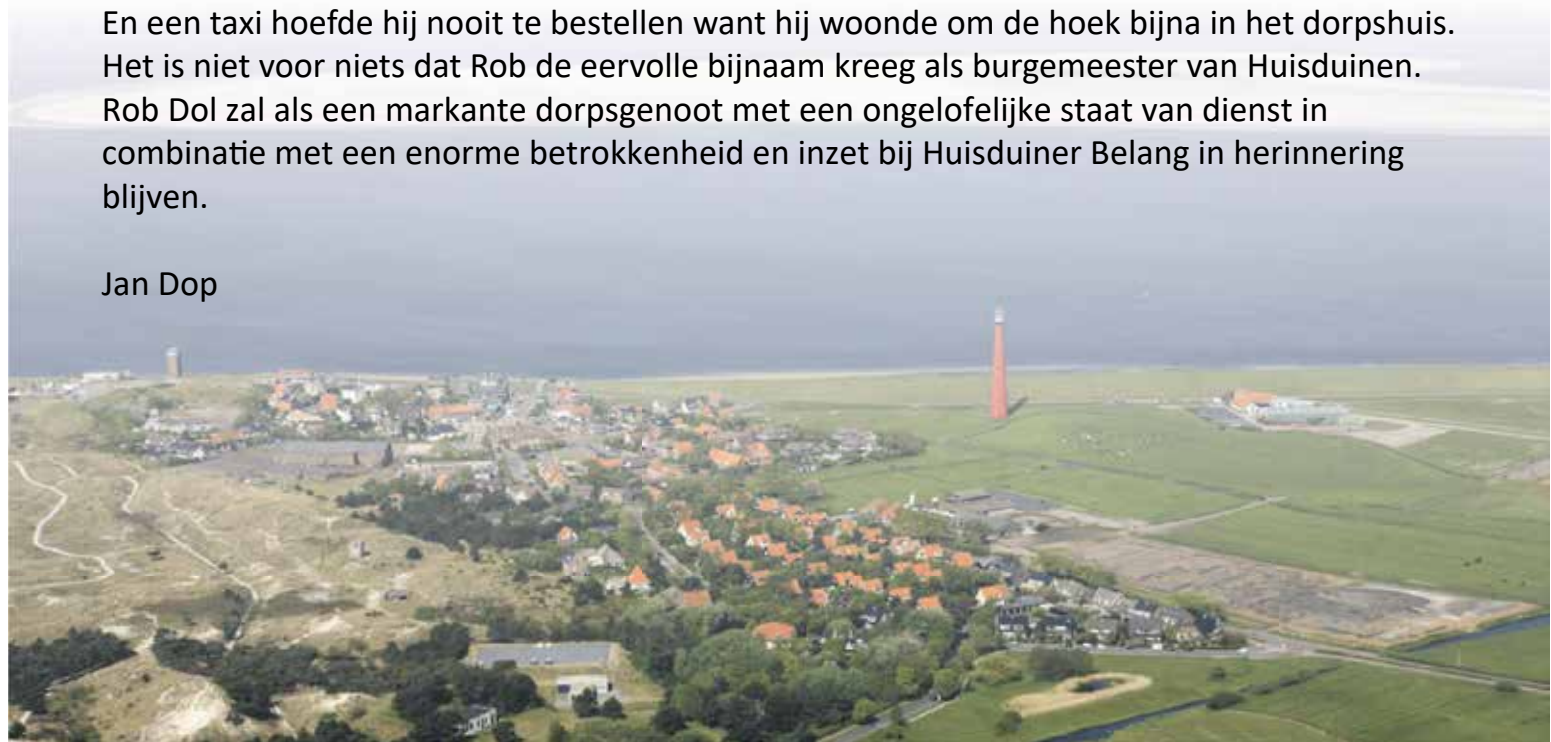 En een taxi hoefde hij nooit te bestellen want hij woonde om de hoek bijna in het dorpshuis.
Het is niet voor niets dat Rob de eervolle bijnaam kreeg als burgemeester van Huisduinen.
Rob Dol zal als een markante dorpsgenoot met een ongelofelijke staat van dienst in
combinatie met een enorme betrokkenheid en inzet bij Huisduiner Belang in herinnering
blijven.
Jan Dop